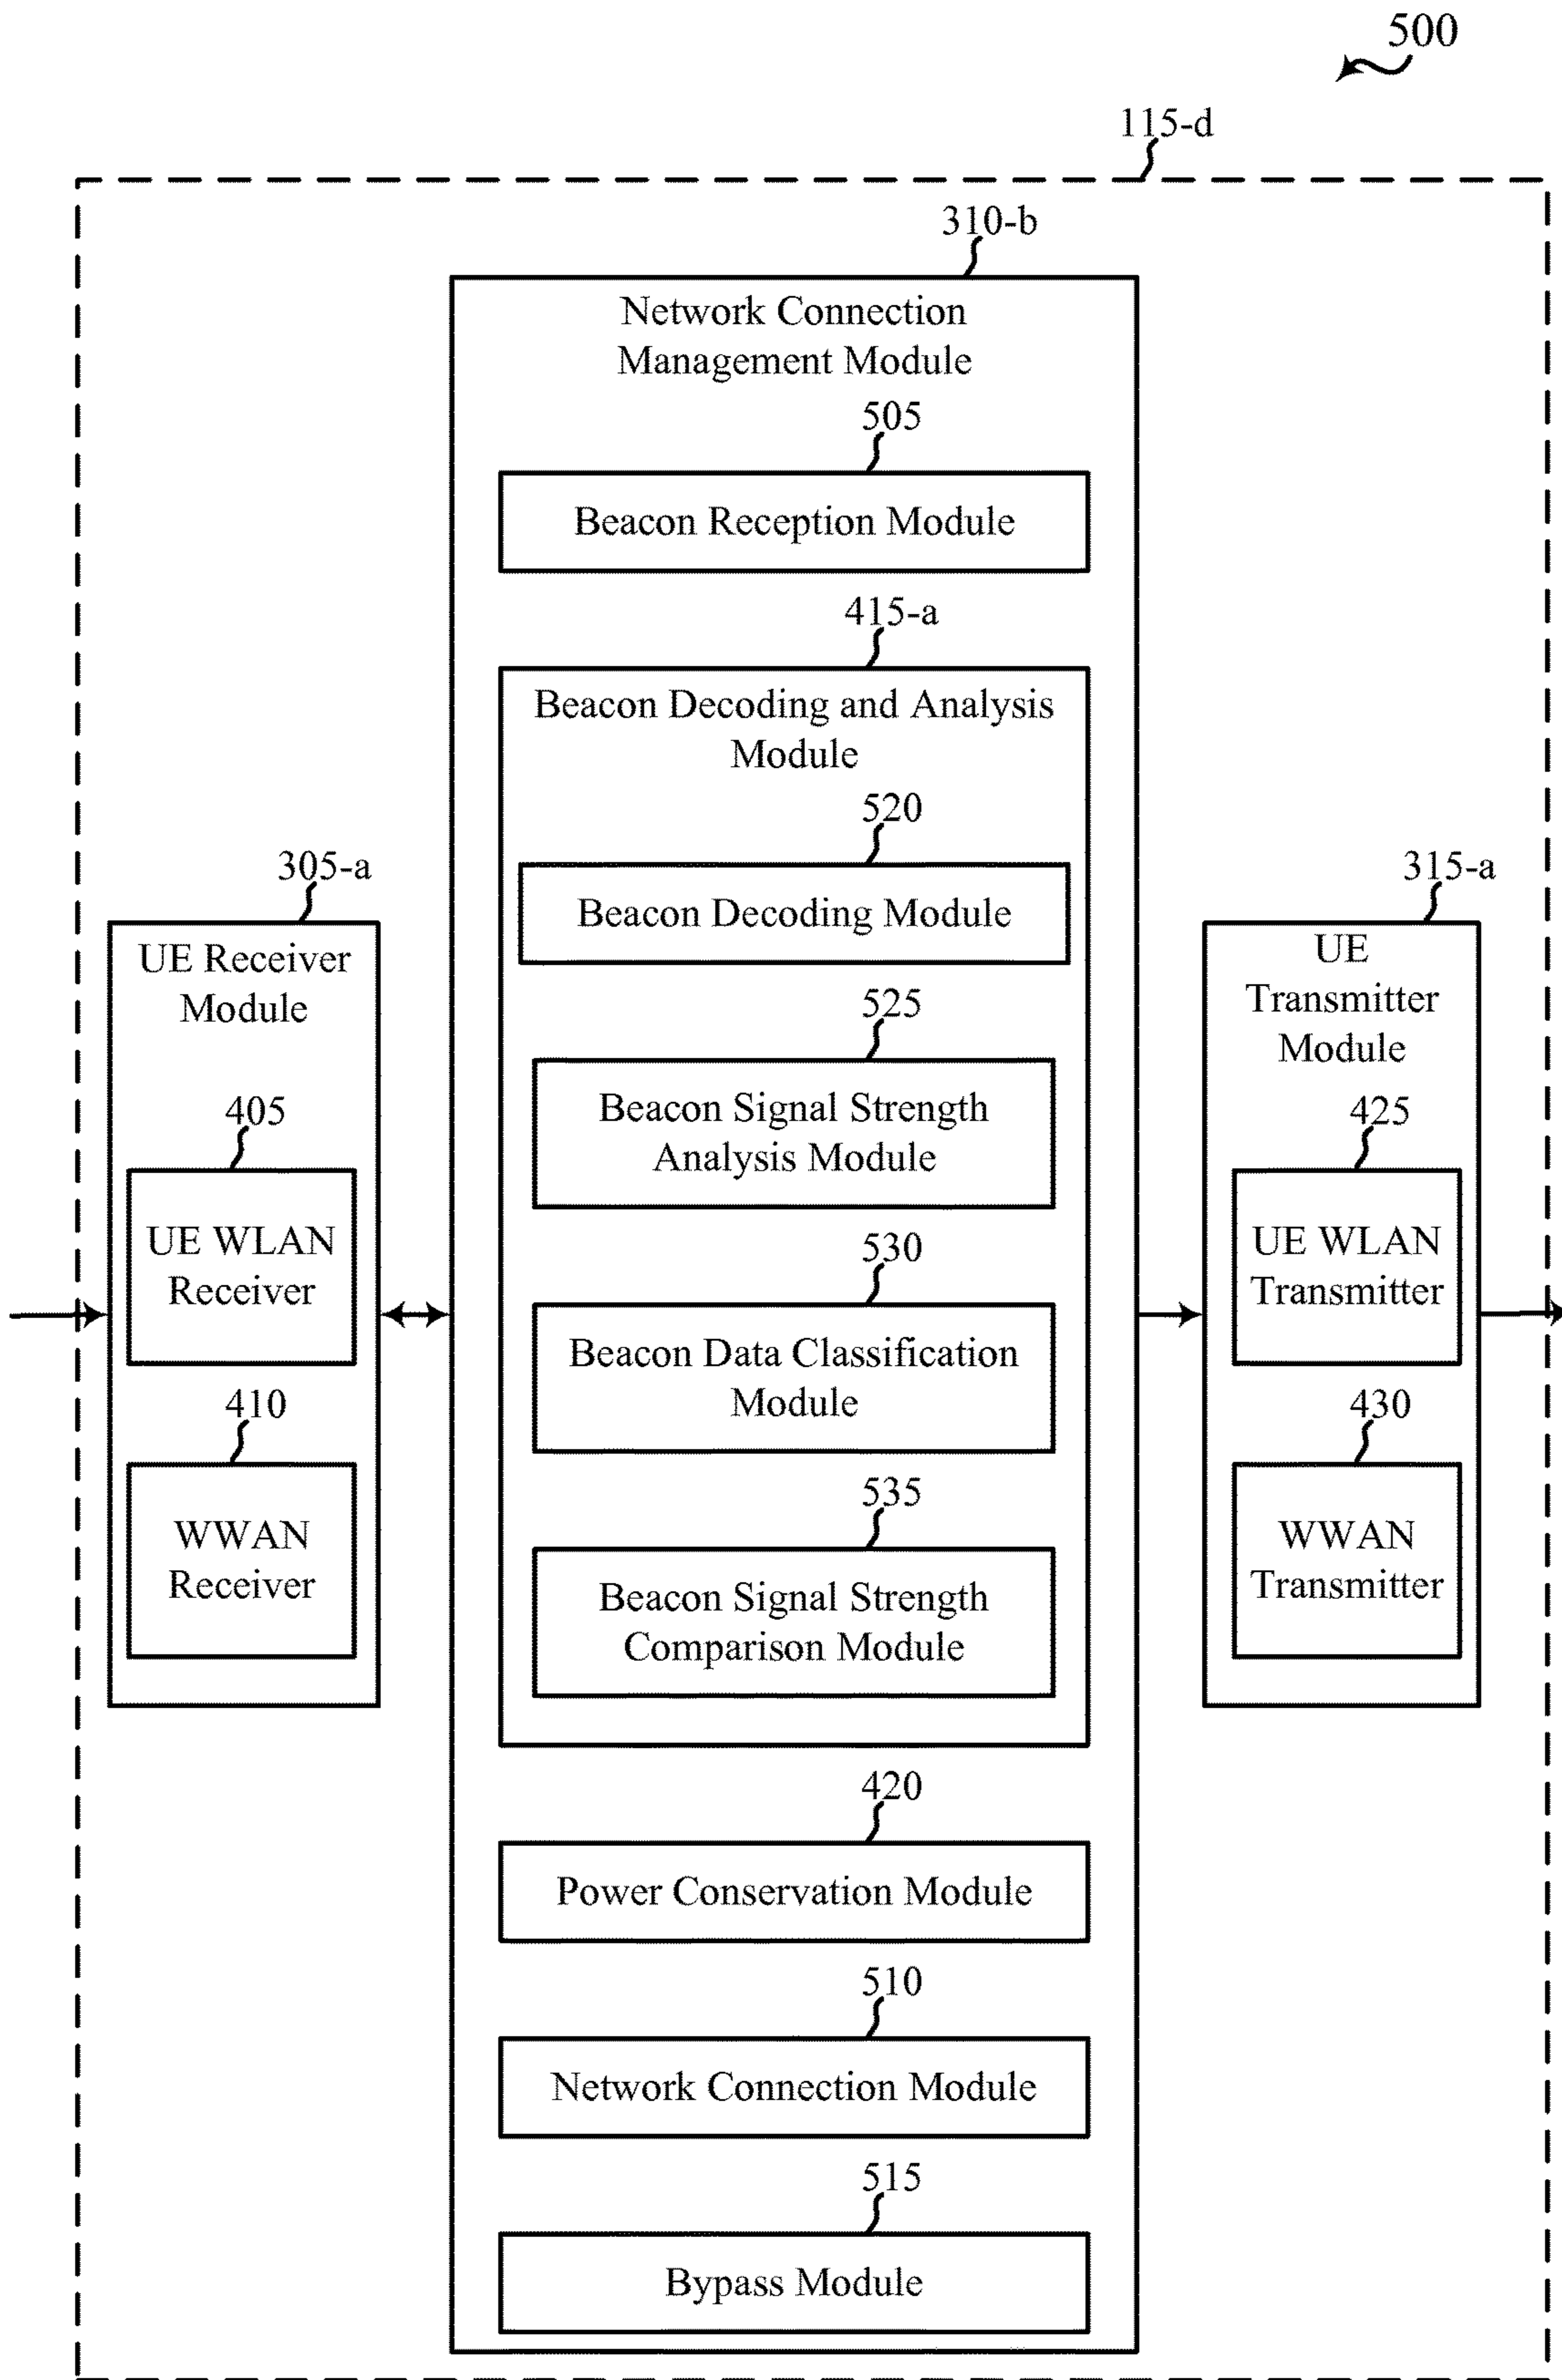 500
115-d
310-b
Network Connection
Management Module
505
Beacon Reception Module
415-a
Beacon Decoding and Analysis
Module
520
Beacon Decoding Module
525
Beacon Signal Strength
Analysis Module
530
Beacon Data Classification
Module
535
Beacon Signal Strength
Comparison Module
420
Power Conservation Module
510
Network Connection Module
515
Bypass Module
305-a
UE Receiver
Module
405
UE WLAN
Receiver
410
WWAN
Receiver
315-a
UE
Transmitter
Module
425
UE WLAN
Transmitter
430
WWAN
Transmitter